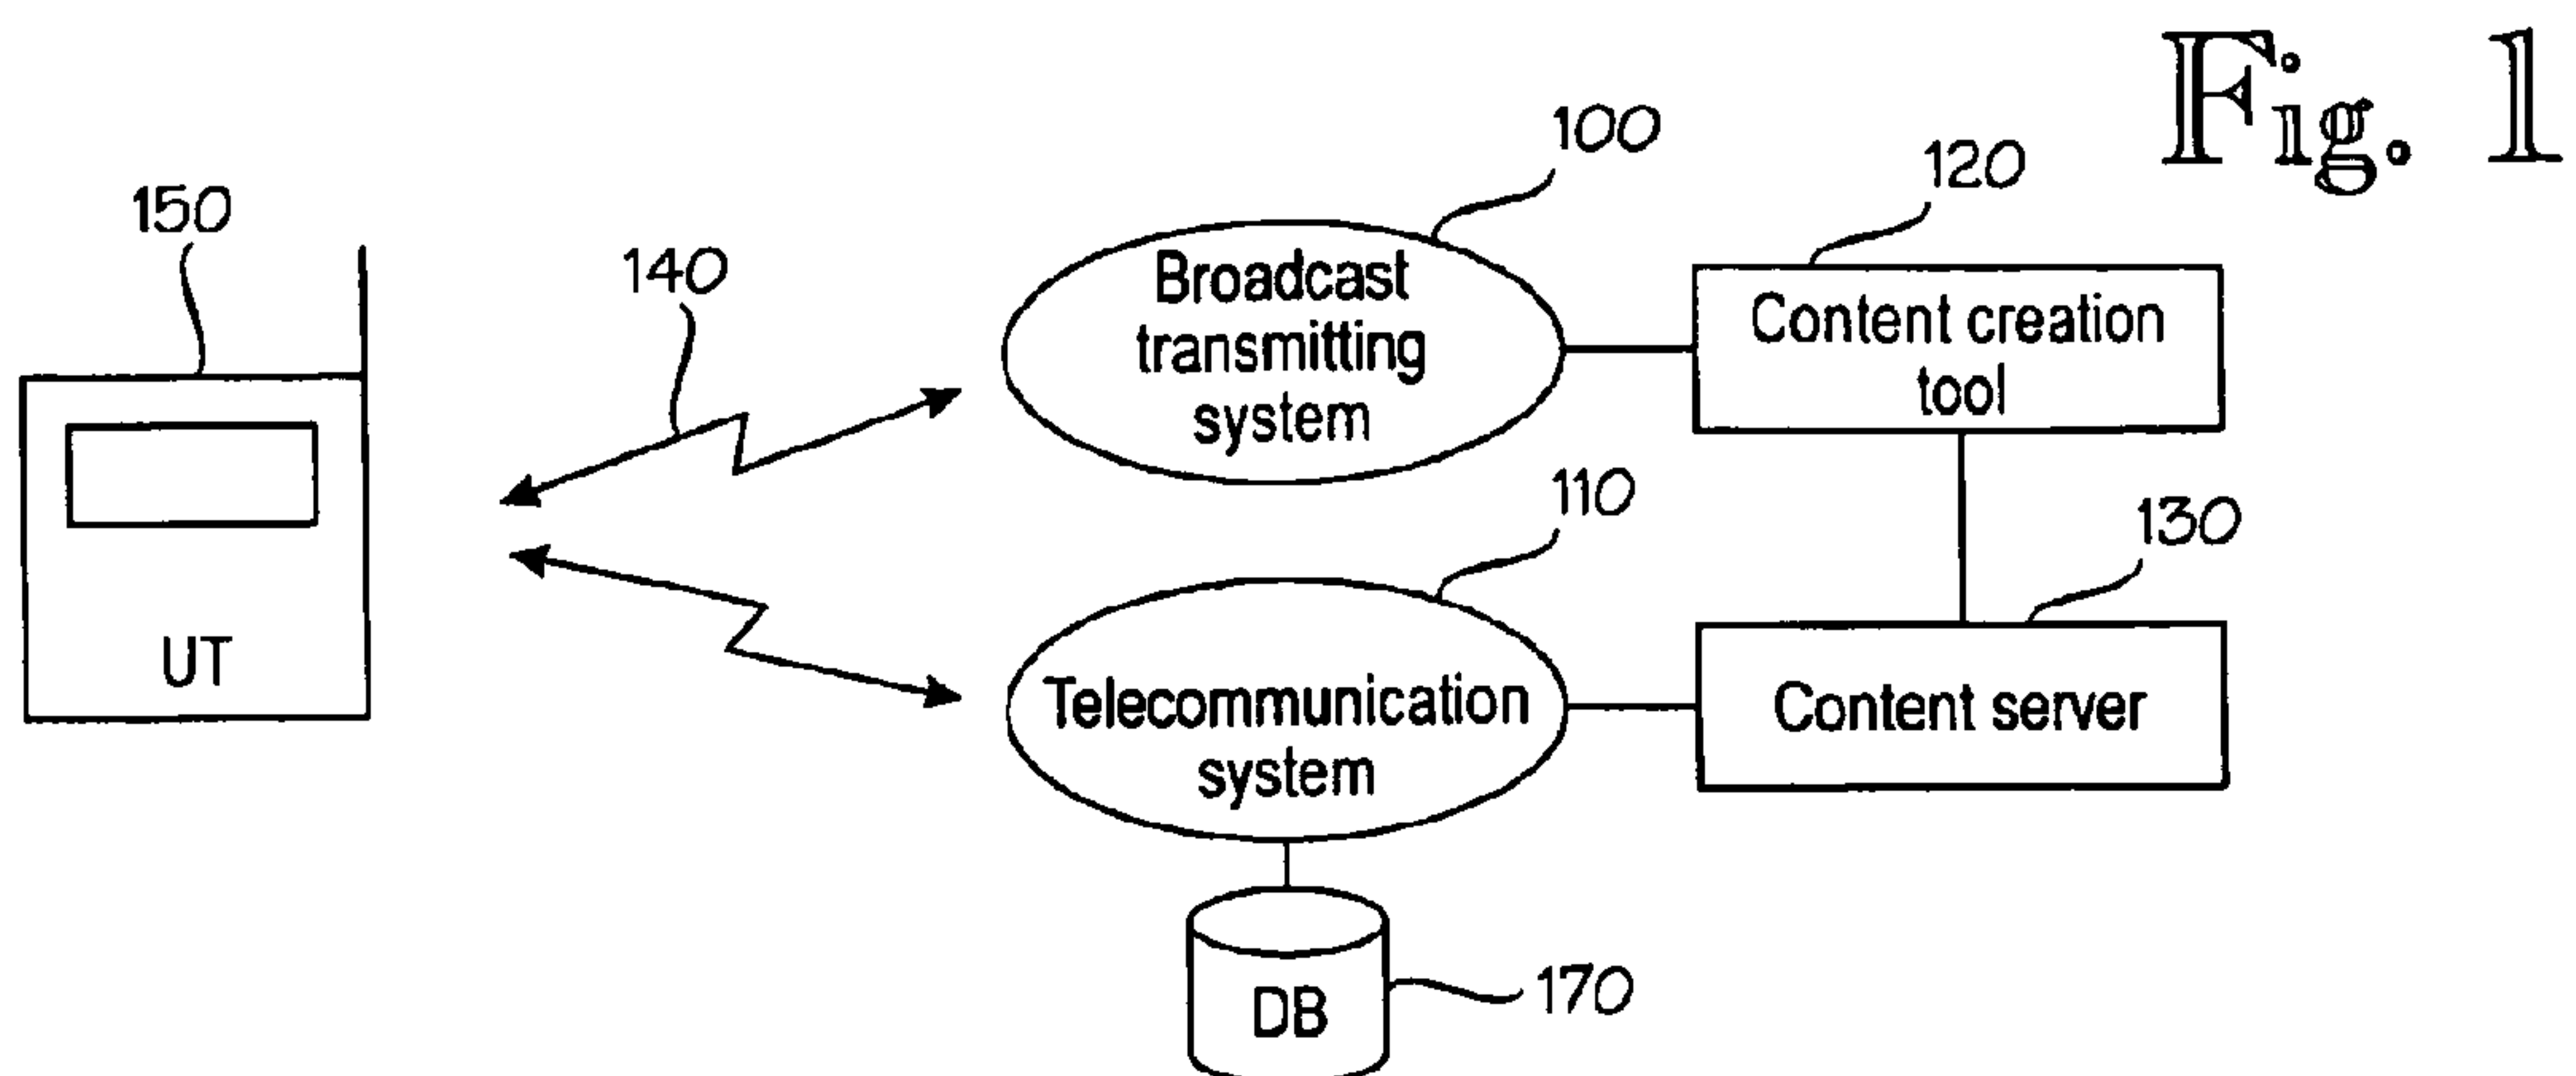 Fig. 1
100
120
150
140
Broadcast
transmitting
system
Content creation
tool
110
130
UT
Telecommunication
system
Content server
DB
170